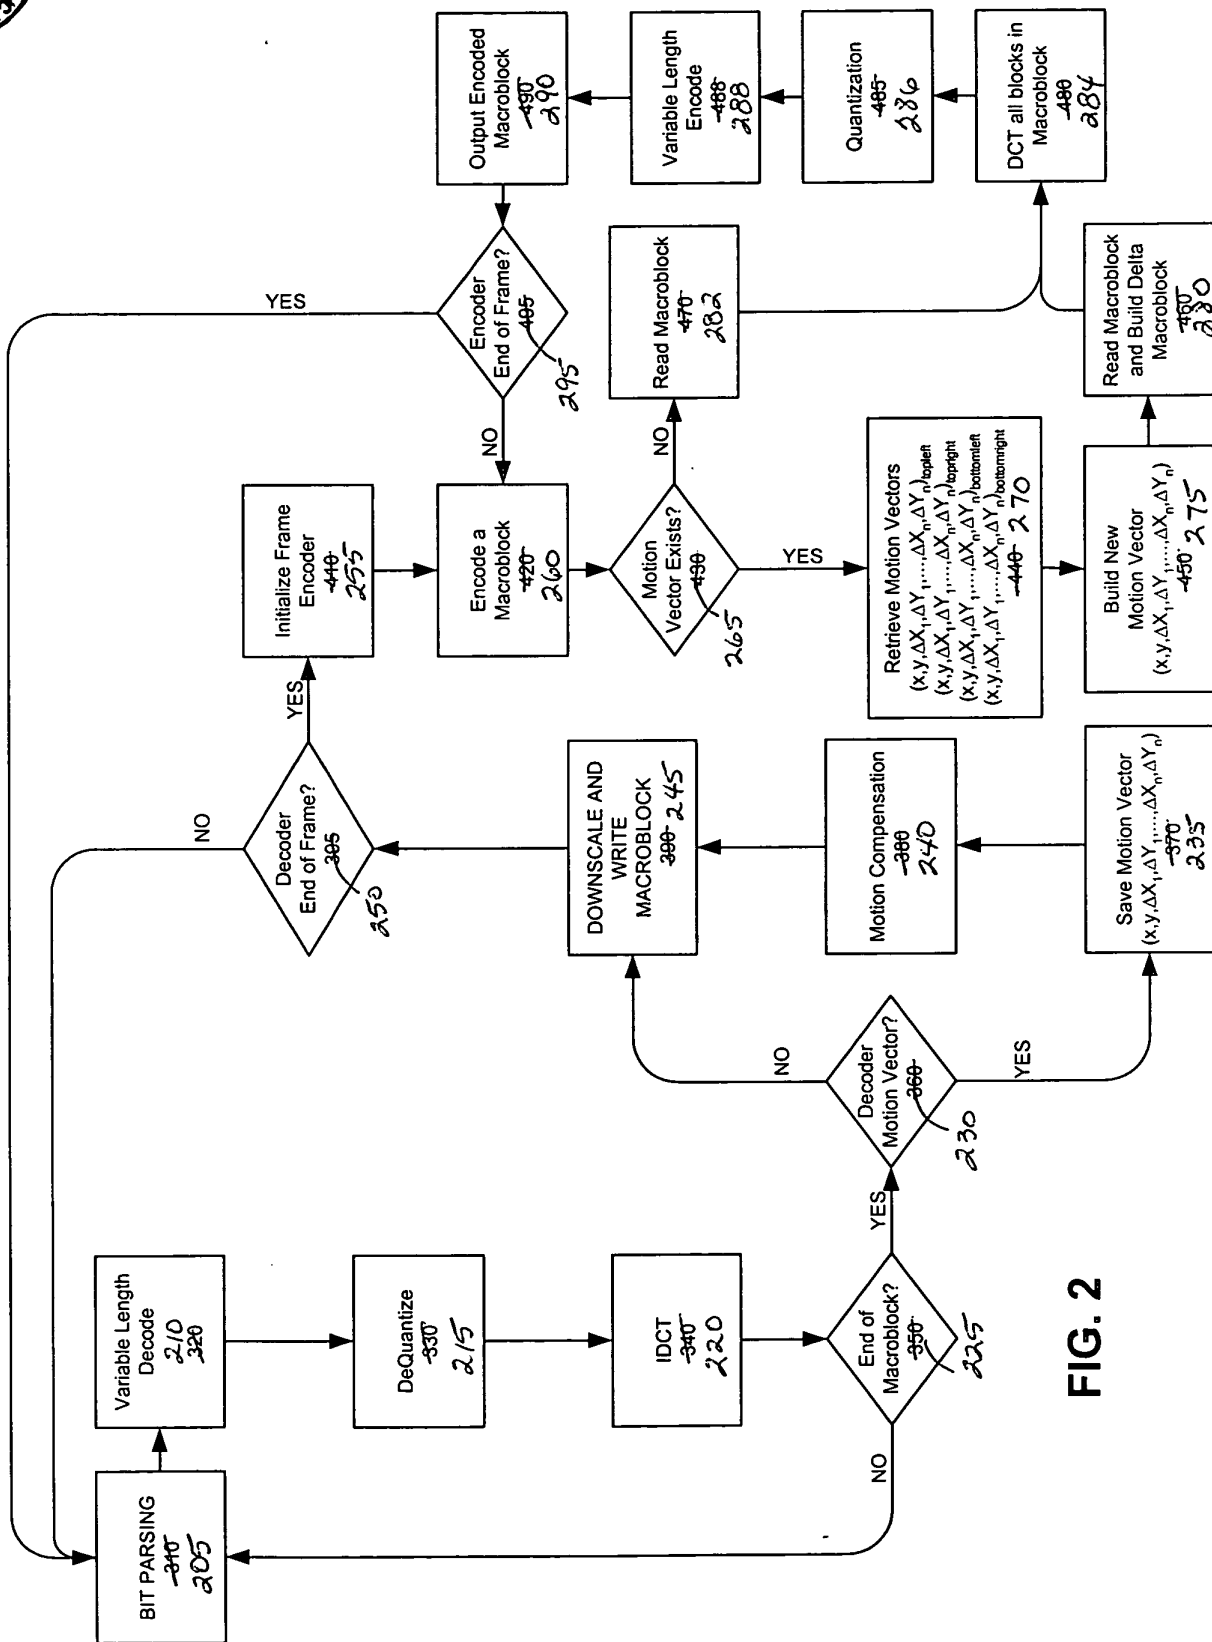 BIT PARSING
310
205
Variable Length
Decode
210
320
DeQuantize
330
215
IDCT
340
220
End of
Macroblock?
350
225
NO
YES
Decoder
Motion Vector?
360
230
NO
YES
Save Motion Vector
(x,y,ΔX₁,ΔY₁,...,ΔXₙ,ΔYₙ)
370
235
Motion Compensation
380
240
DOWNSCALE AND
WRITE
MACROBLOCK
390 245
Decoder
End of Frame?
395
250
NO
YES
Initialize Frame
Encoder
410
255
Encode a
Macroblock
420
260
Motion
Vector Exists?
430
265
NO
YES
Retrieve Motion Vectors
(x,y,ΔX₁,ΔY₁,...,ΔXₙ,ΔYₙ)topleft
(x,y,ΔX₁,ΔY₁,...,ΔXₙ,ΔYₙ)topright
(x,y,ΔX₁,ΔY₁,...,ΔXₙ,ΔYₙ)bottomleft
(x,y,ΔX₁,ΔY₁,...,ΔXₙ,ΔYₙ)bottomright
440 270
Build New
Motion Vector
(x,y,ΔX₁,ΔY₁,...,ΔXₙ,ΔYₙ)
450 275
Read Macroblock
and Build Delta
Macroblock
460
280
Read Macroblock
470
282
DCT all blocks in
Macroblock
480
284
Quantization
485
286
Variable Length
Encode
488
288
Output Encoded
Macroblock
490
290
Encoder
End of Frame?
495
295
YES
NO
FIG. 2